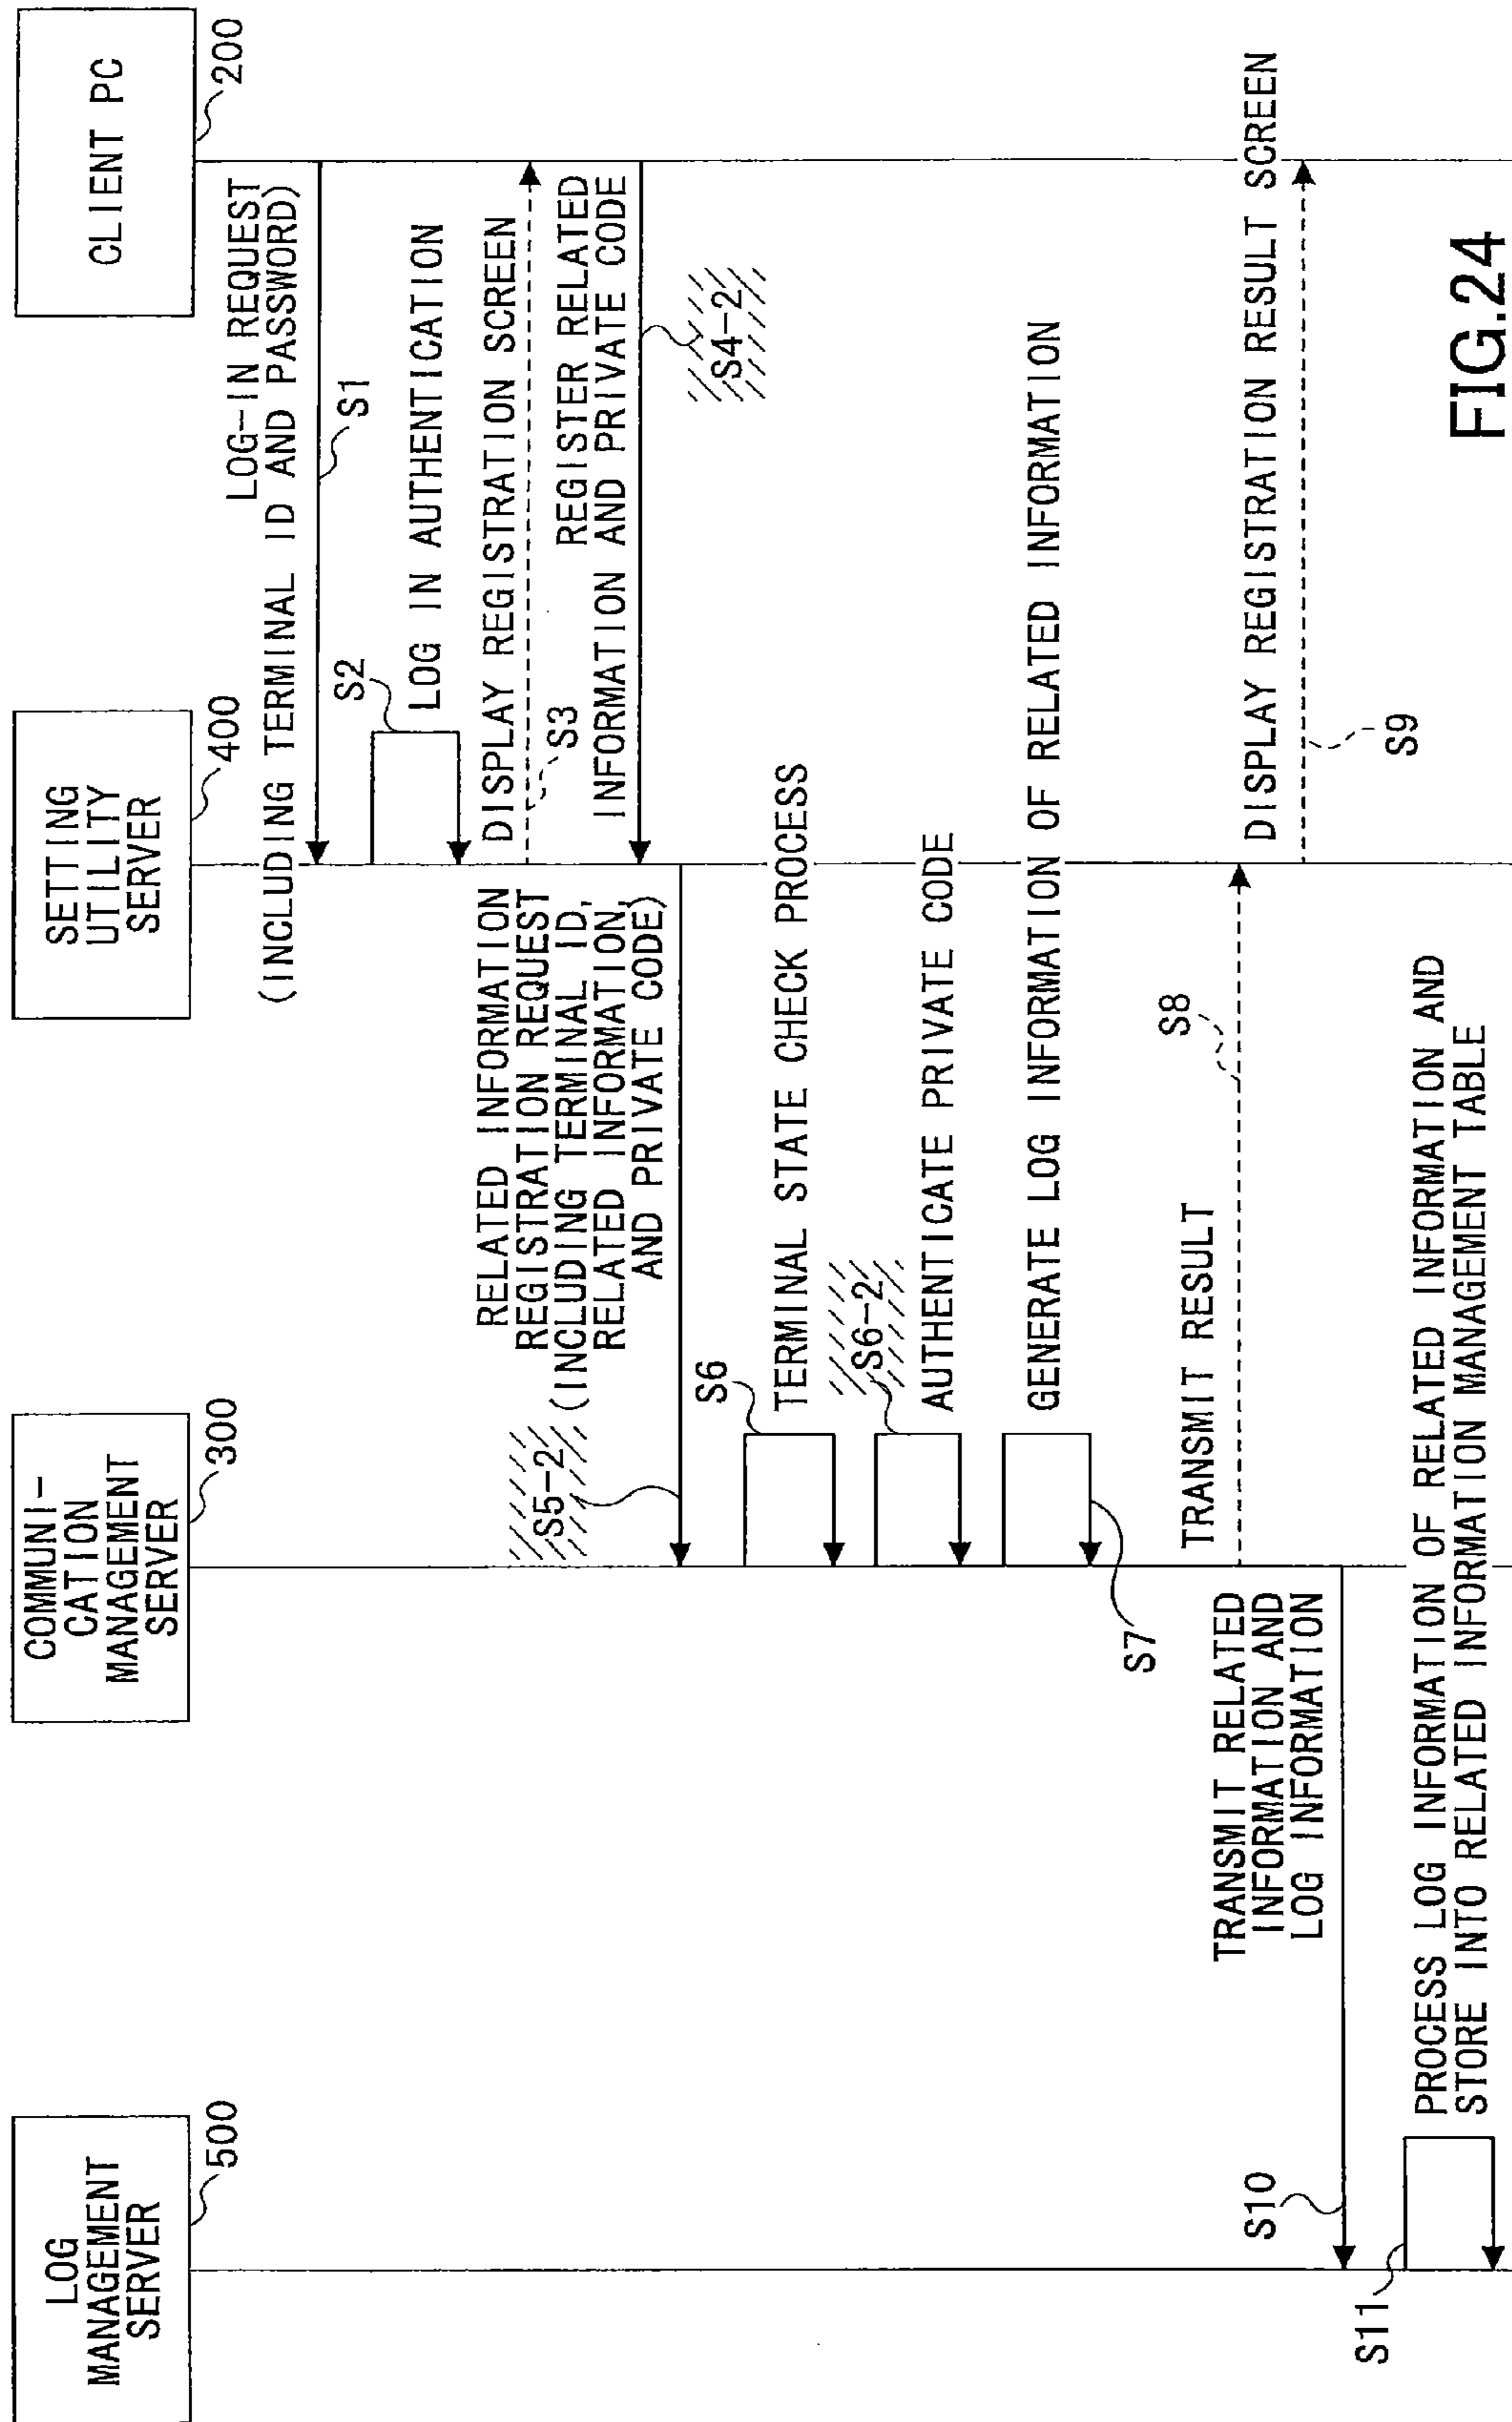 LOG
MANAGEMENT
SERVER
500
COMMUNI-
CATION
MANAGEMENT
SERVER
300
SETTING
UTILITY
SERVER
400
CLIENT PC
200
LOG-IN REQUEST
(INCLUDING TERMINAL ID AND PASSWORD)
S1
S2
LOG IN AUTHENTICATION
DISPLAY REGISTRATION SCREEN
S3
REGISTER RELATED
INFORMATION AND PRIVATE CODE
S4-2
RELATED INFORMATION
REGISTRATION REQUEST
(INCLUDING TERMINAL ID,
RELATED INFORMATION,
AND PRIVATE CODE)
S5-2
S6
TERMINAL STATE CHECK PROCESS
S6-2
AUTHENTICATE PRIVATE CODE
GENERATE LOG INFORMATION OF RELATED INFORMATION
S7
TRANSMIT RESULT
S8
DISPLAY REGISTRATION RESULT SCREEN
S9
TRANSMIT RELATED
INFORMATION AND
LOG INFORMATION
S10
PROCESS LOG INFORMATION OF RELATED INFORMATION AND
STORE INTO RELATED INFORMATION MANAGEMENT TABLE
S11
FIG.24